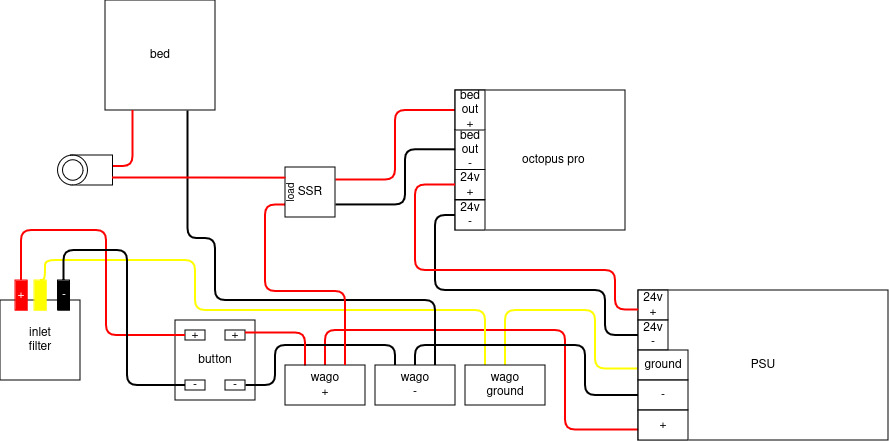 bed
bed
out
+
bed
out
-
24v
+
24v
-
octopus pro
load
SSR
+
-
inlet
filter
+
+
button
-
-
wago
+
wago
-
wago
ground
24v
+
24v
-
ground
-
+
PSU